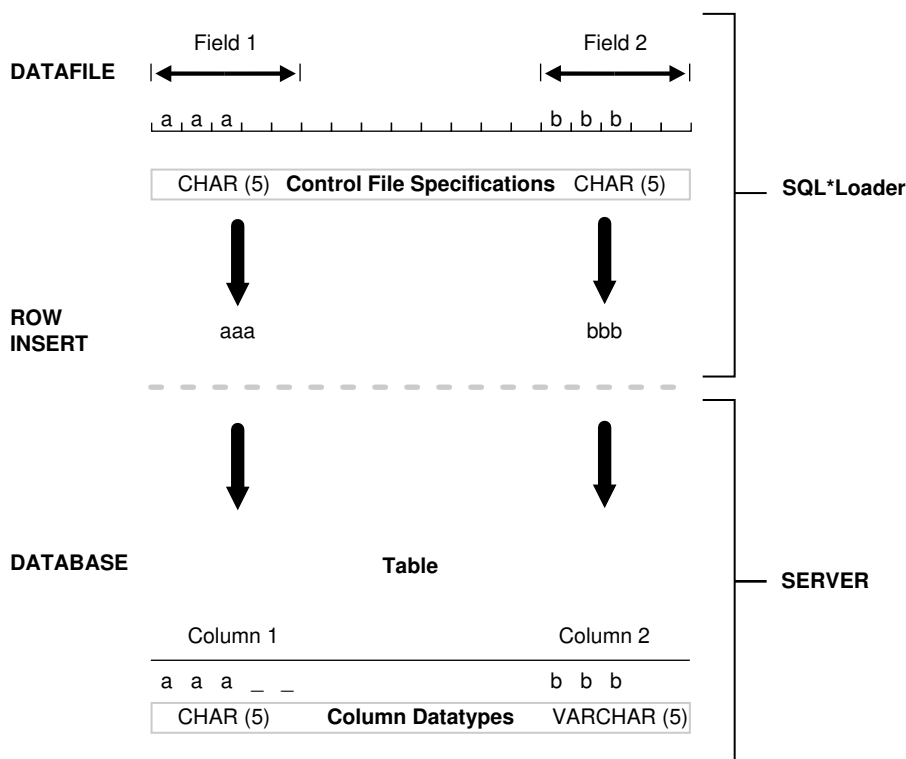 Field 1 Field 2
DATAFILE
a a a b b b
CHAR (5) Control File Specifications CHAR (5)
SQL*Loader
ROW
INSERT
aaa bbb
DATABASE
Table
SERVER
Column 1 Column 2
a a a _ _ b b b
CHAR (5) Column Datatypes VARCHAR (5)